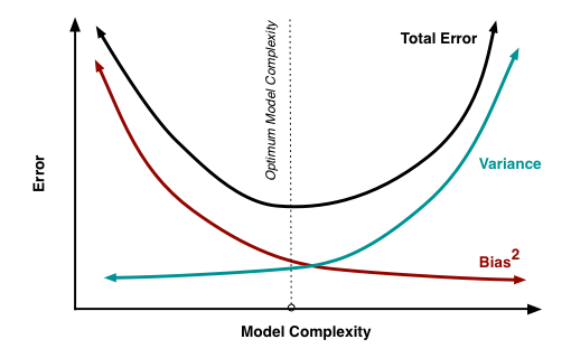 Total Error
Optimum Model Complexity
Variance
Error
Bias²
Model Complexity